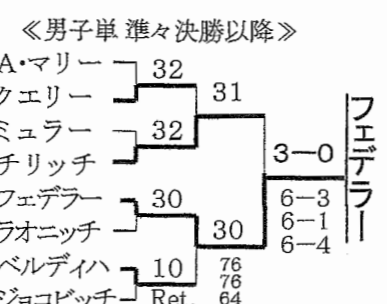 ≪男子単 準々決勝以降≫
A・マリー
クエリー
ミュラー
チリッチ
フェデラー
ラオニッチ
ベルディハ
ジョコビッチ
32
32
30
10
Ret.
31
30
76
76
64
3―0
6―3
6―1
6―4
フェデラー